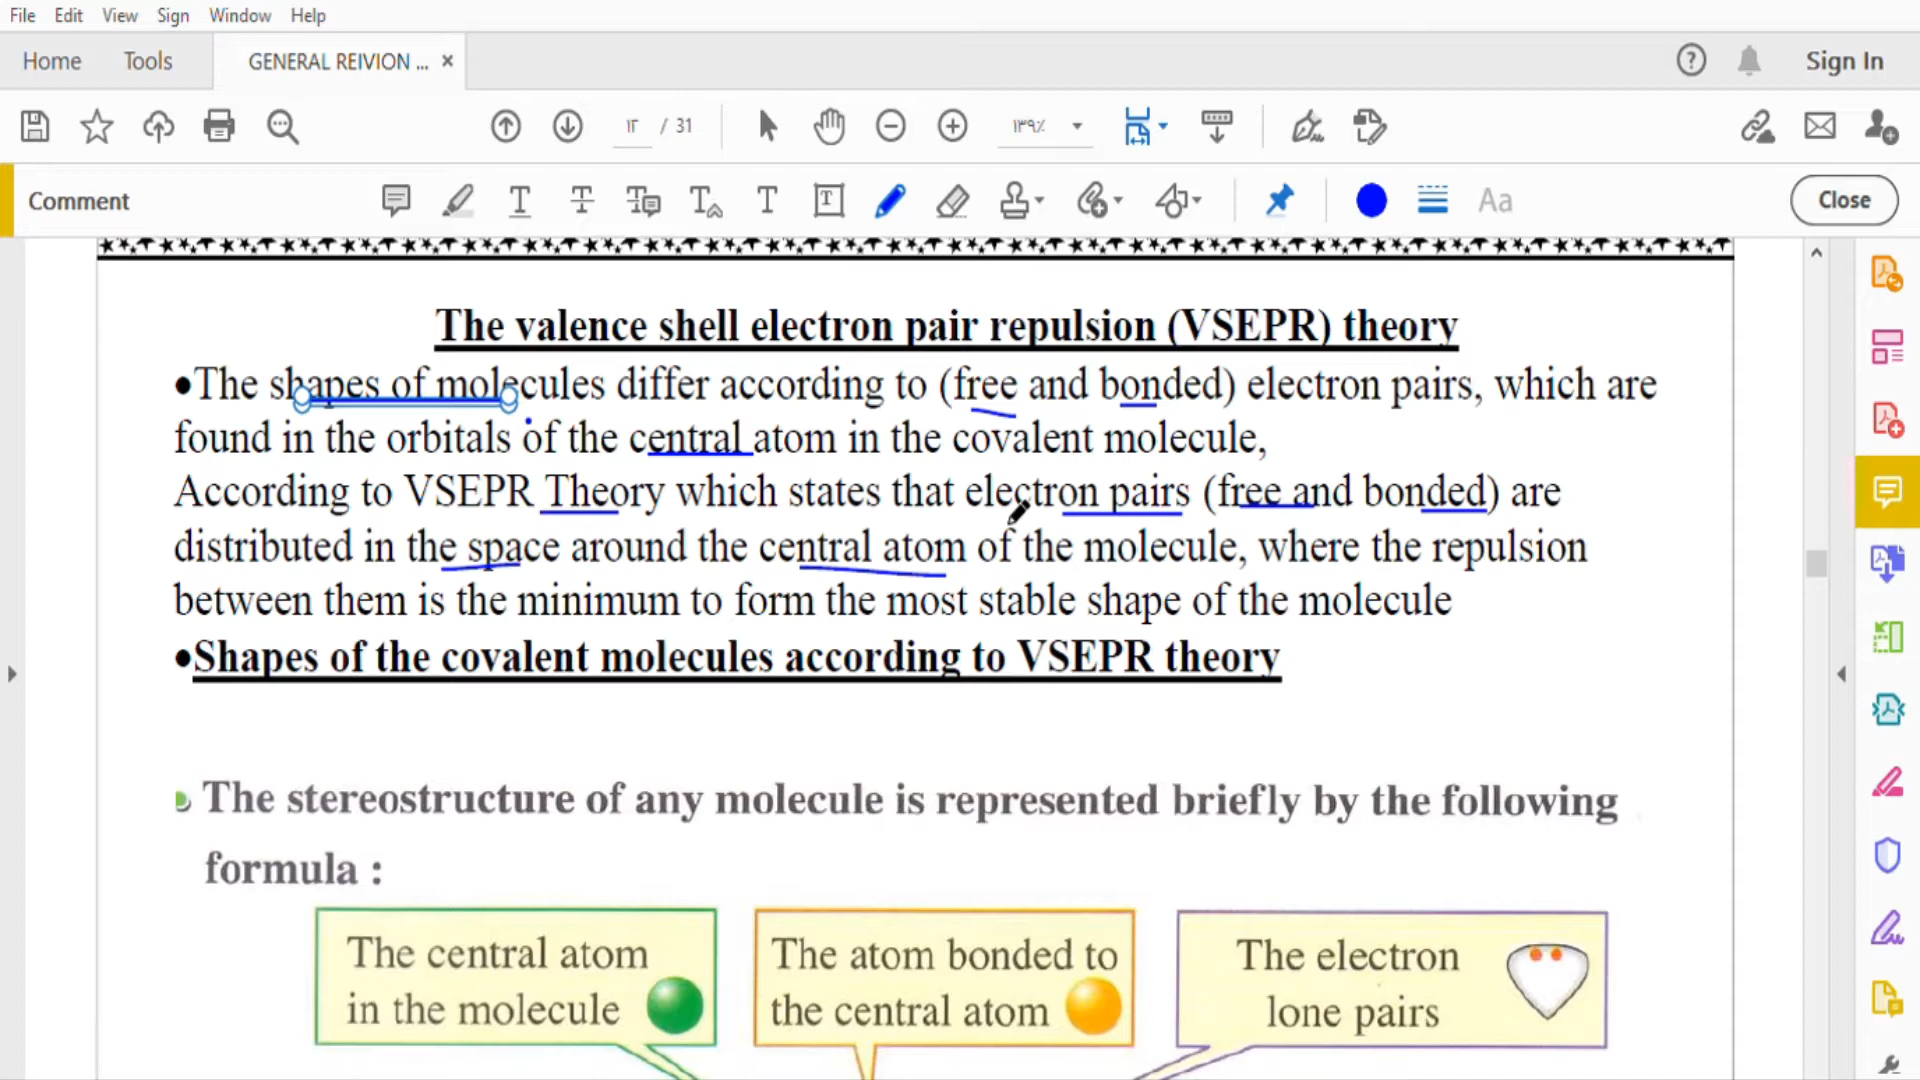 File Edit View Sign Window Help
Home Tools GENERAL REIVION ... × Sign In
١٢ / 31 ١٣٩٪
Comment Aa Close
The valence shell electron pair repulsion (VSEPR) theory
•The shapes of molecules differ according to (free and bonded) electron pairs, which are
found in the orbitals of the central atom in the covalent molecule,
According to VSEPR Theory which states that electron pairs (free and bonded) are
distributed in the space around the central atom of the molecule, where the repulsion
between them is the minimum to form the most stable shape of the molecule
•Shapes of the covalent molecules according to VSEPR theory
The stereostructure of any molecule is represented briefly by the following
formula :
The central atom
in the molecule
The atom bonded to
the central atom
The electron
lone pairs